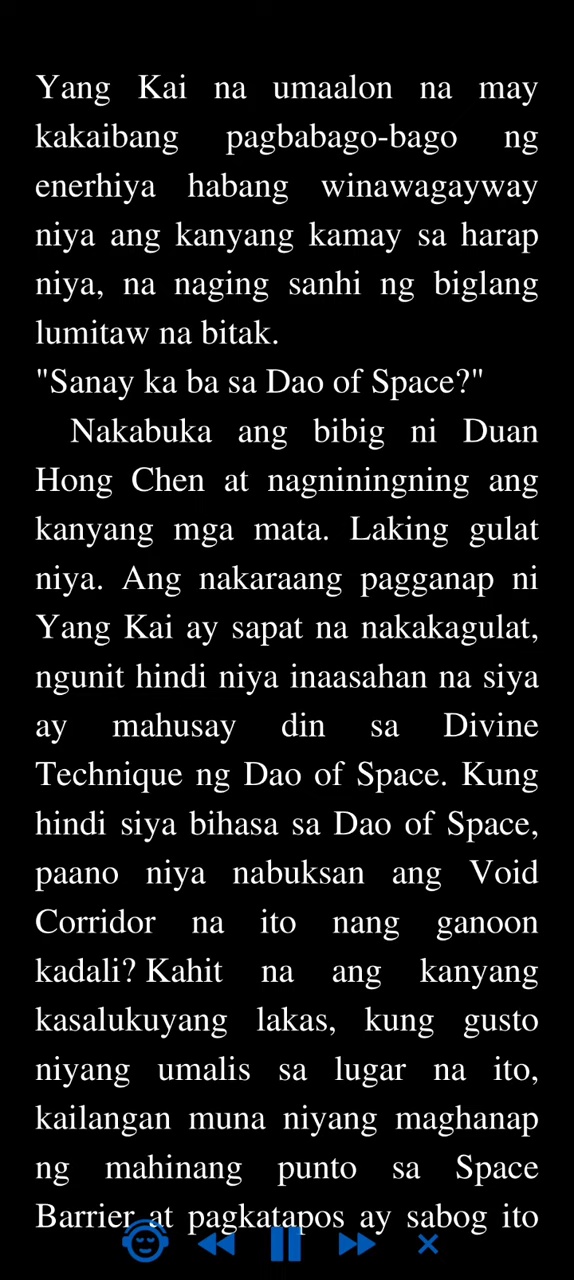 Yang Kai na umaalon na may
kakaibang pagbabago-bago ng
enerhiya habang winawagayway
niya ang kanyang kamay sa harap
niya, na naging sanhi ng biglang
lumitaw na bitak.
"Sanay ka ba sa Dao of Space?"
Nakabuka ang bibig ni Duan
Hong Chen at nagniningning ang
kanyang mga mata. Laking gulat
niya. Ang nakaraang pagganap ni
Yang Kai ay sapat na nakakagulat,
ngunit hindi niya inaasahan na siya
ay mahusay din sa Divine
Technique ng Dao of Space. Kung
hindi siya bihasa sa Dao of Space,
paano niya nabuksan ang Void
Corridor na ito nang ganoon
kadali? Kahit na ang kanyang
kasalukuyang lakas, kung gusto
niyang umalis sa lugar na ito,
kailangan muna niyang maghanap
ng mahinang punto sa Space
Barrier at pagkatapos ay sabog ito